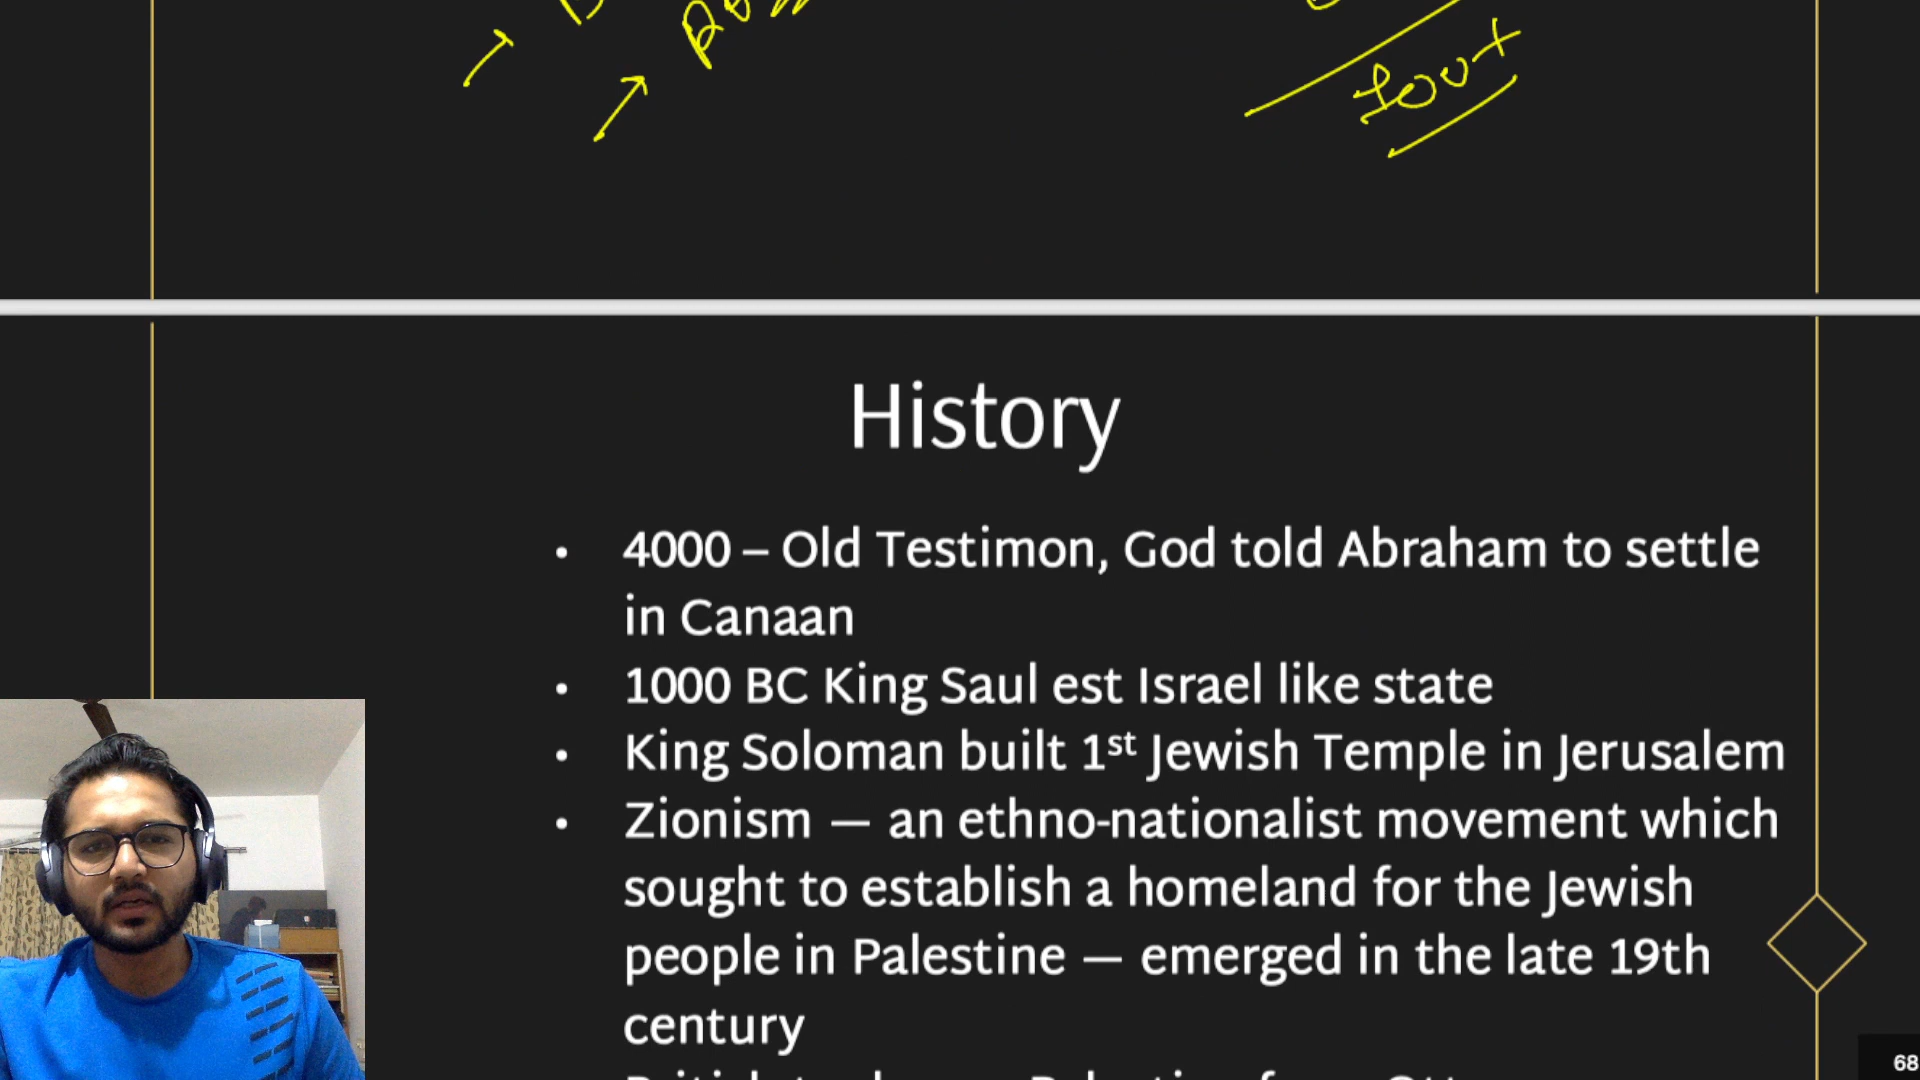 Govt
History
• 4000 – Old Testimon, God told Abraham to settle
in Canaan
• 1000 BC King Saul est Israel like state
• King Soloman built 1st Jewish Temple in Jerusalem
• Zionism — an ethno-nationalist movement which
sought to establish a homeland for the Jewish
people in Palestine — emerged in the late 19th
century
68